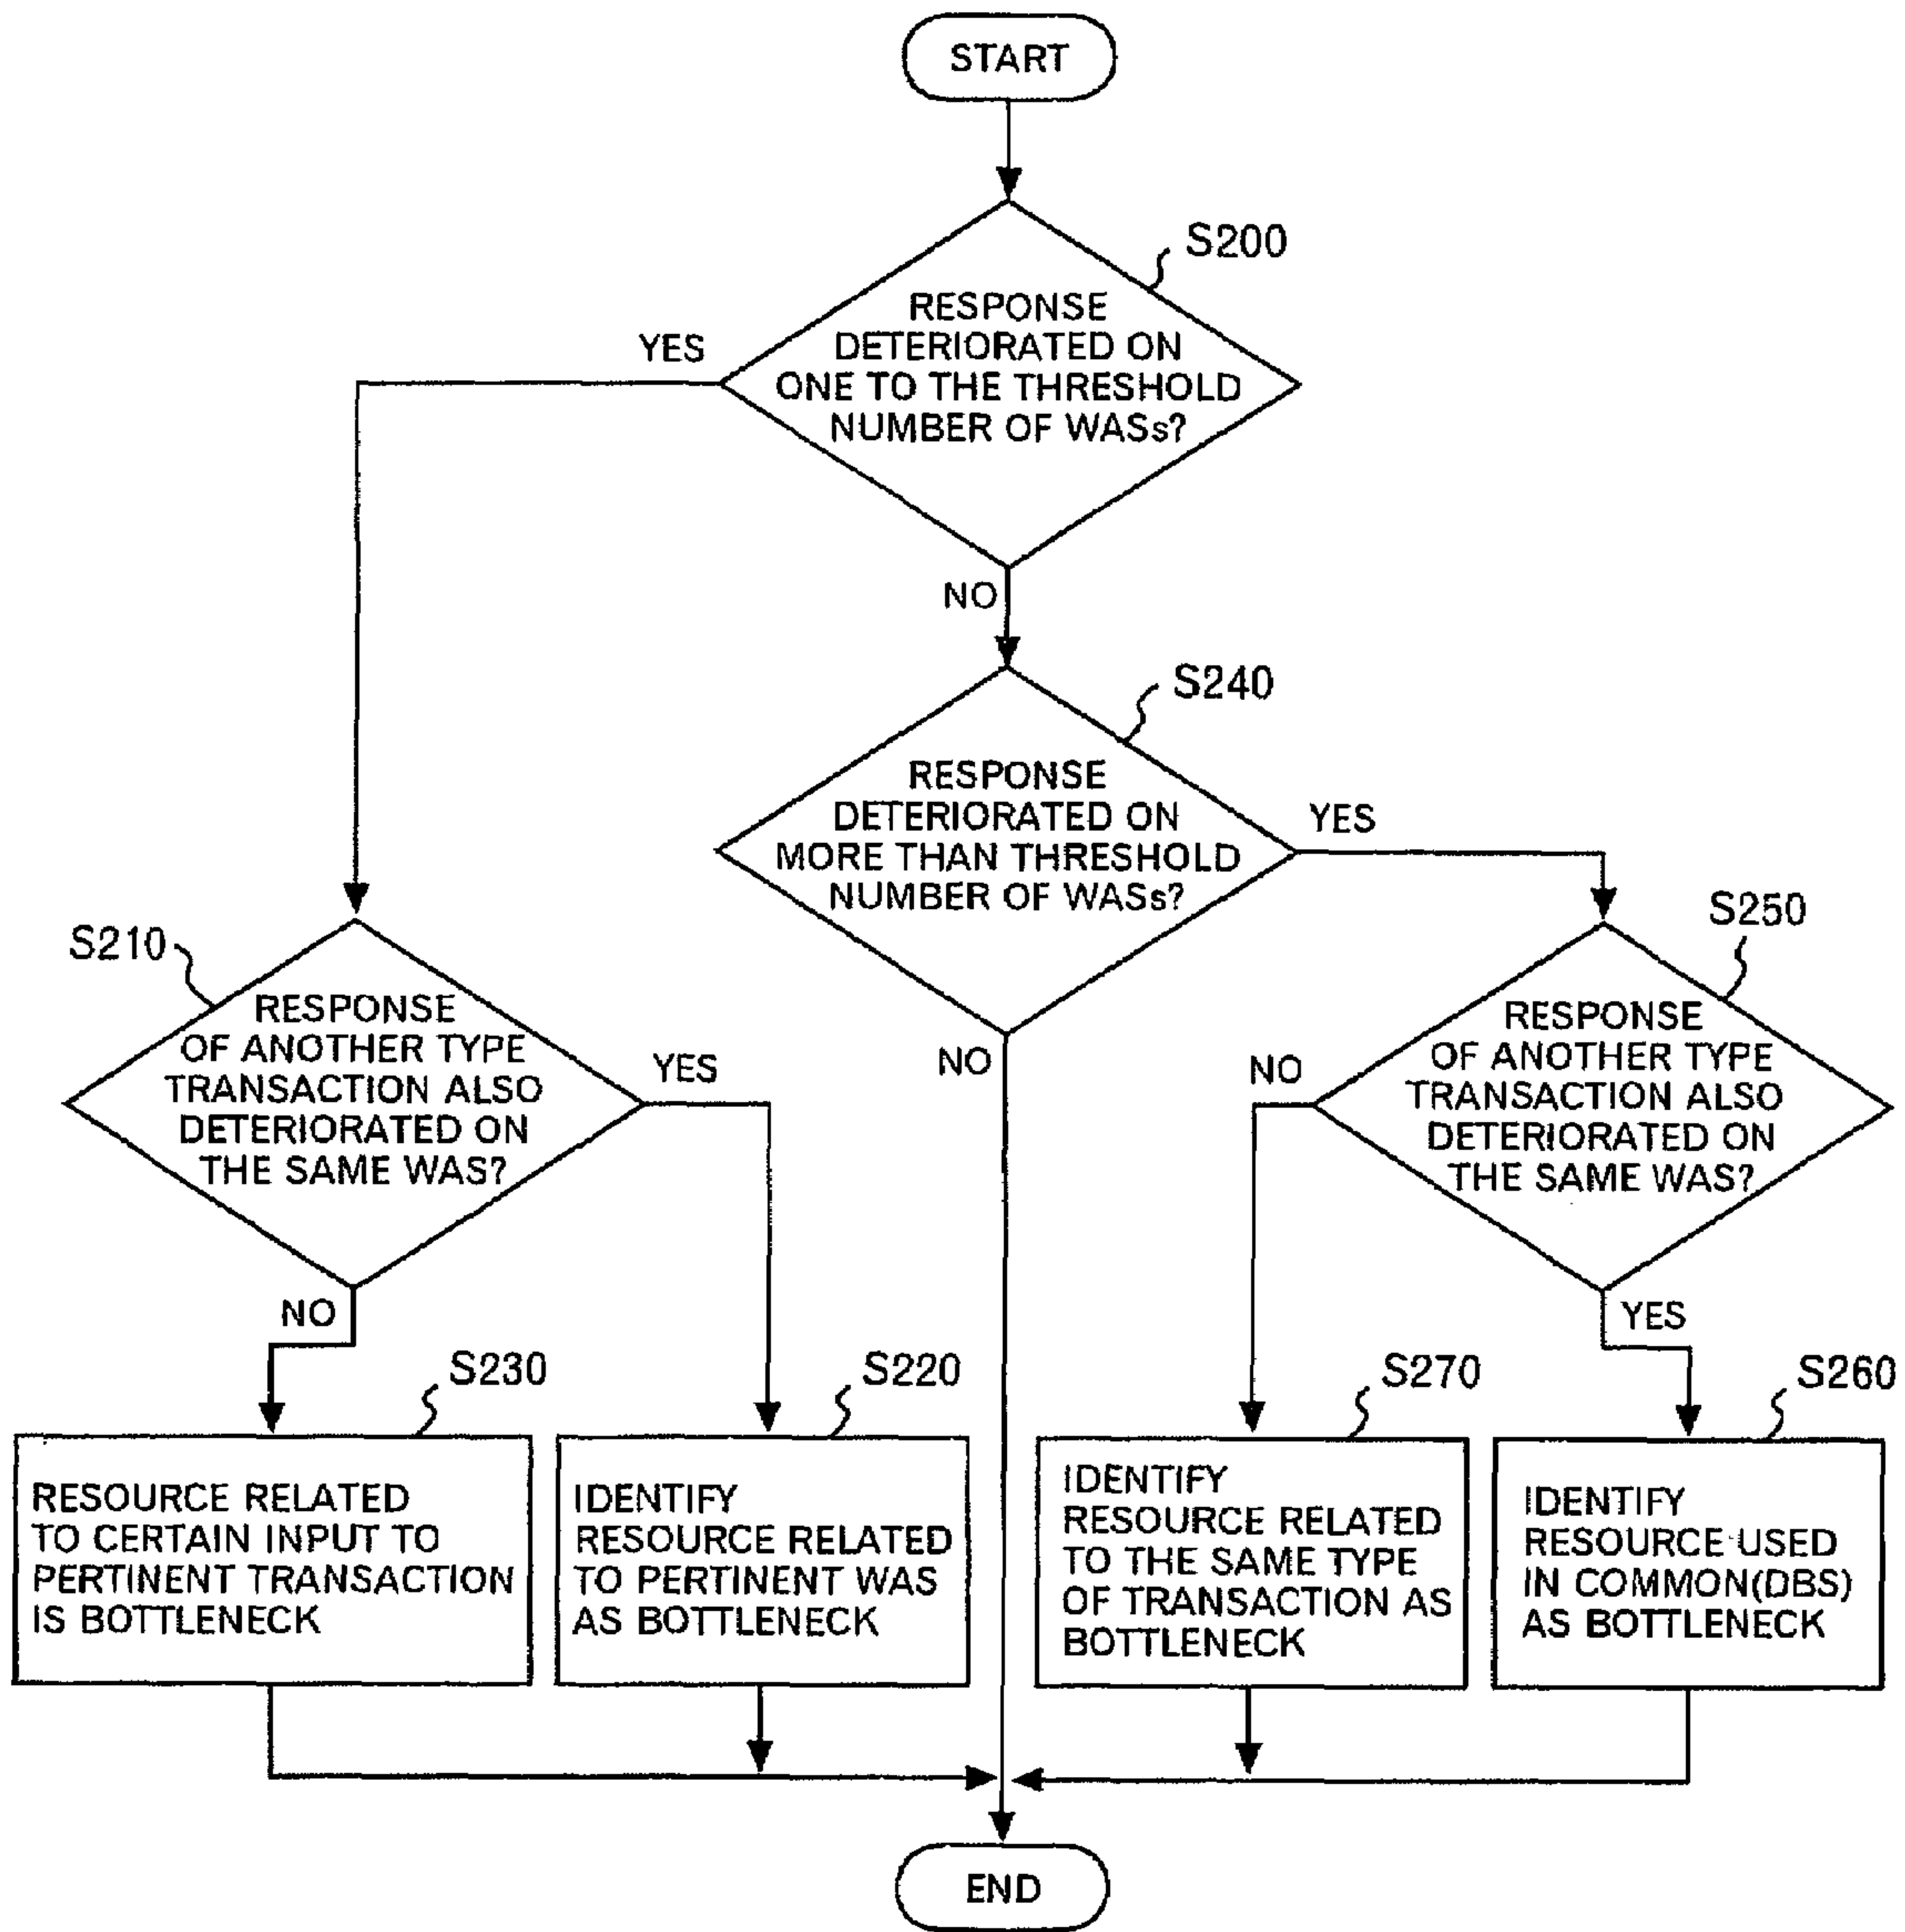 START
S200
RESPONSE
DETERIORATED ON
ONE TO THE THRESHOLD
NUMBER OF WASs?
YES
NO
S240
RESPONSE
DETERIORATED ON
MORE THAN THRESHOLD
NUMBER OF WASs?
YES
NO
S210
RESPONSE
OF ANOTHER TYPE
TRANSACTION ALSO
DETERIORATED ON
THE SAME WAS?
YES
NO
S250
RESPONSE
OF ANOTHER TYPE
TRANSACTION ALSO
DETERIORATED ON
THE SAME WAS?
NO
YES
S230
RESOURCE RELATED
TO CERTAIN INPUT TO
PERTINENT TRANSACTION
IS BOTTLENECK
S220
IDENTIFY
RESOURCE RELATED
TO PERTINENT WAS
AS BOTTLENECK
S270
IDENTIFY
RESOURCE RELATED
TO THE SAME TYPE
OF TRANSACTION AS
BOTTLENECK
S260
IDENTIFY
RESOURCE USED
IN COMMON(DBS)
AS BOTTLENECK
END